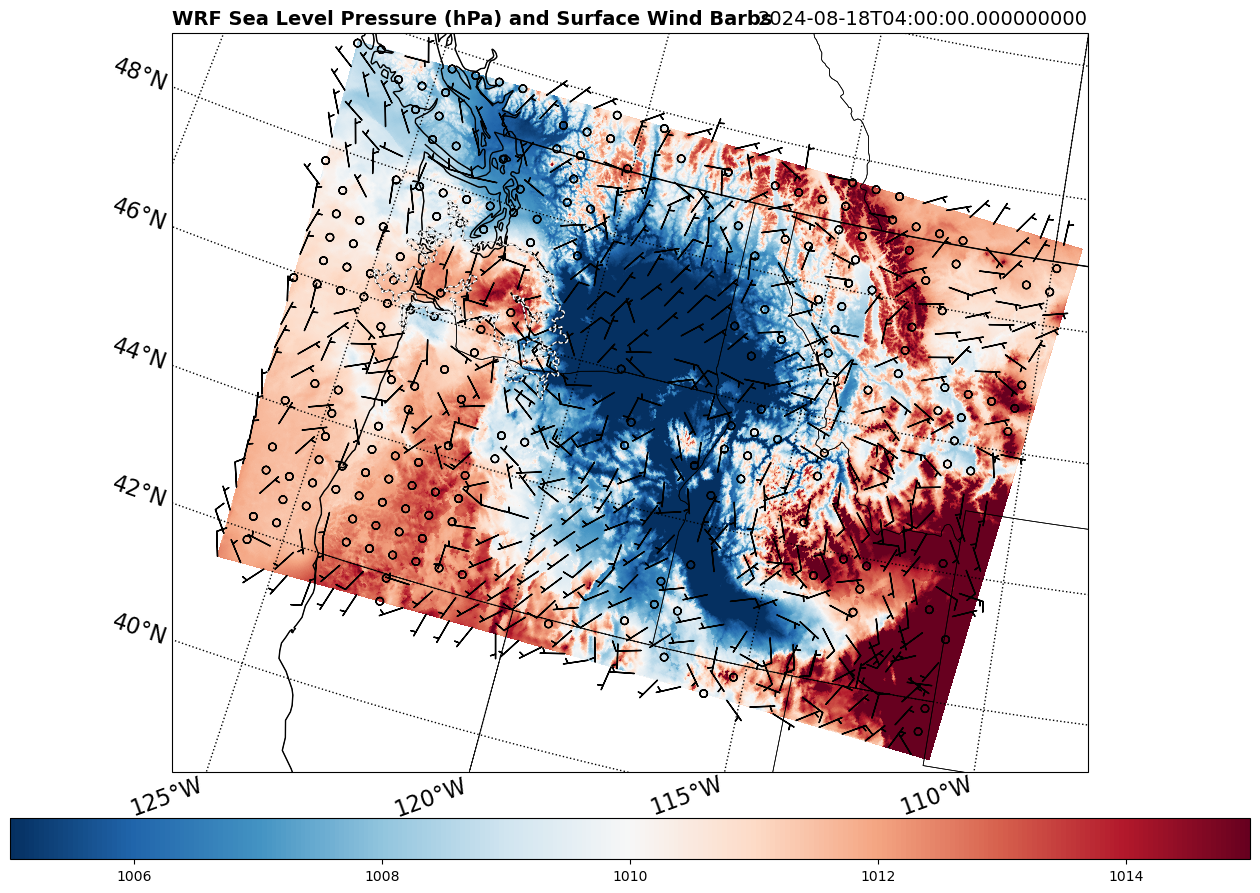 WRF Sea Level Pressure (hPa) and Surface Wind Barbs
2024-08-18T04:00:00.000000000
48°N
46°N
44°N
42°N
40°N
125°W
120°W
115°W
110°W
1006
1008
1010
1012
1014